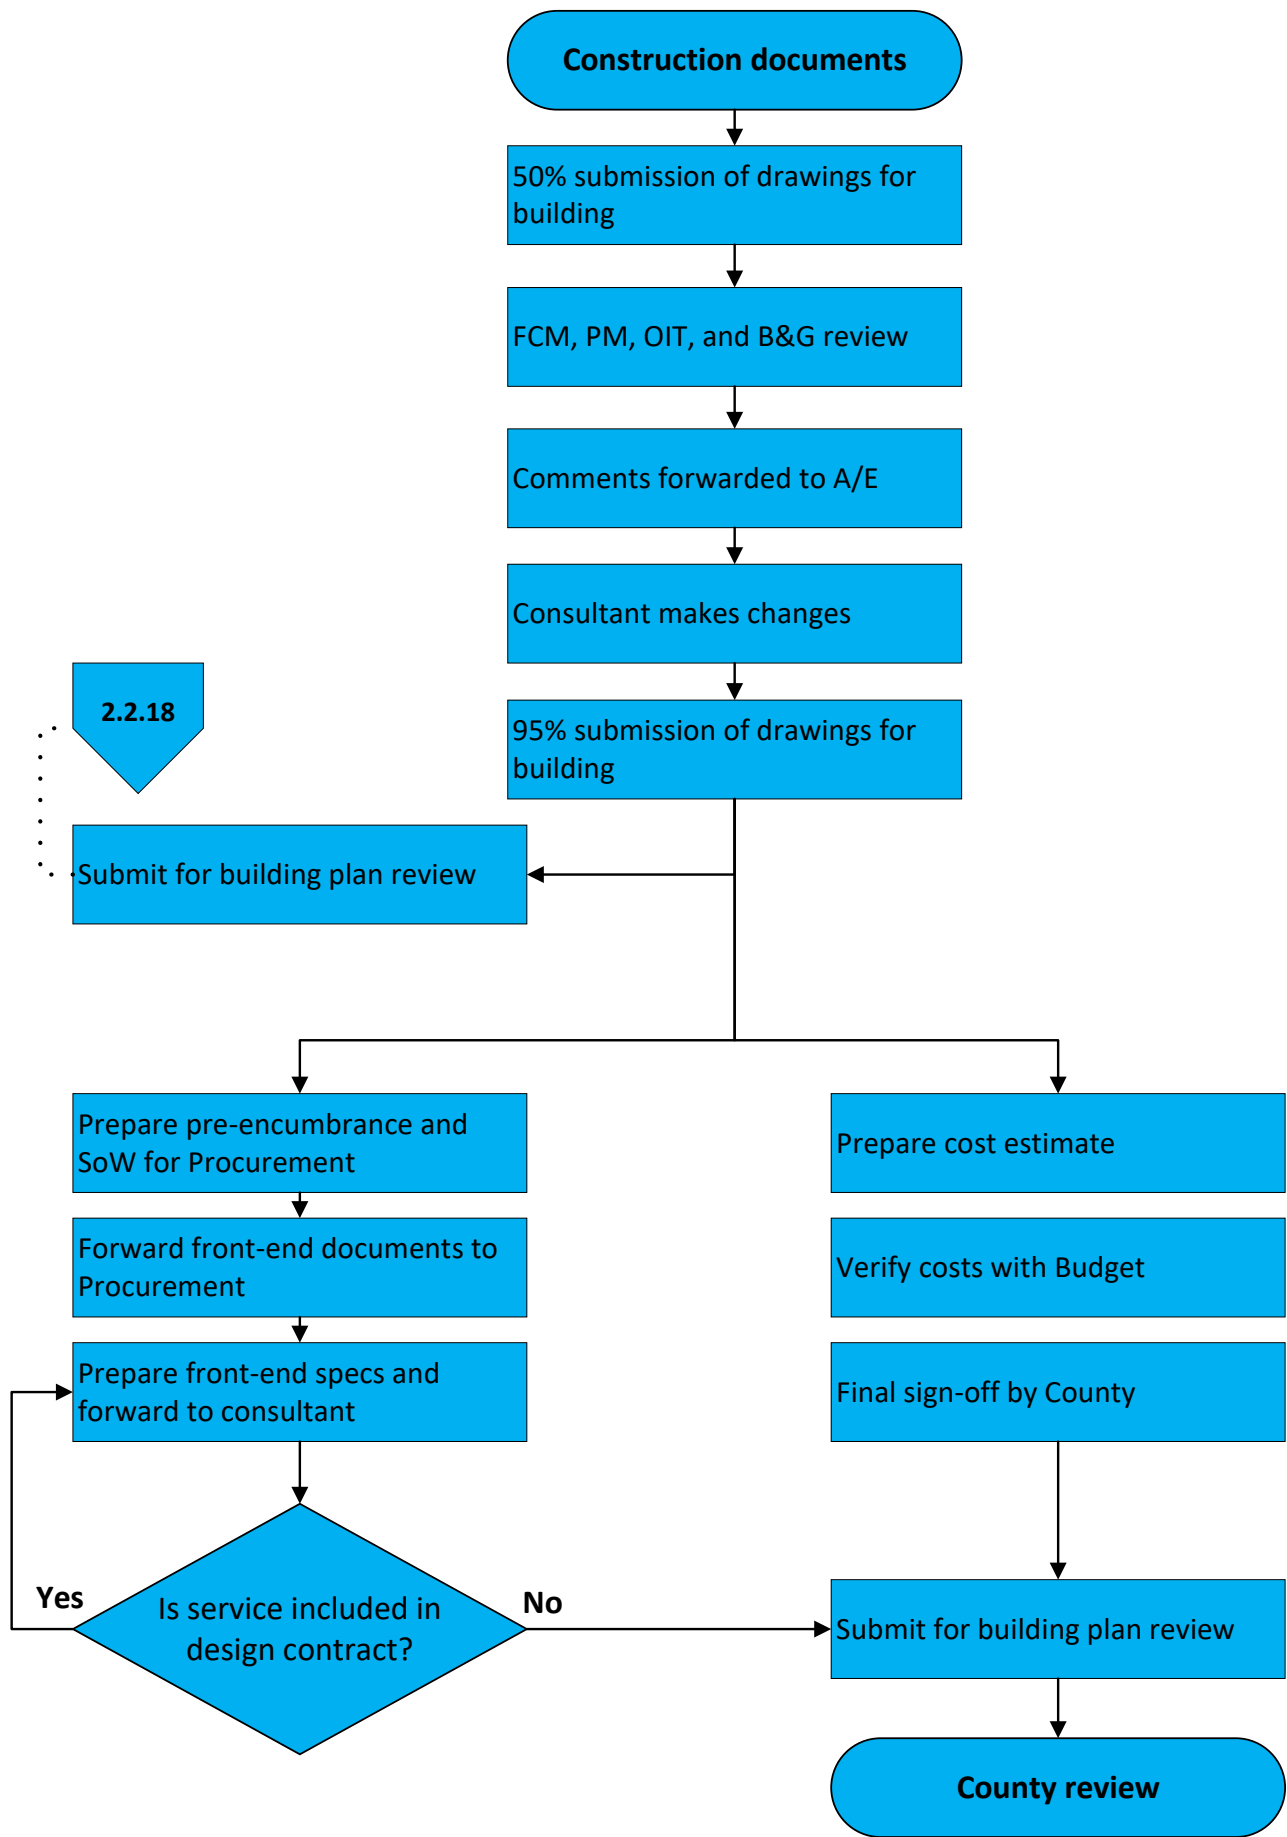 Construction documents
50% submission of drawings for
building
FCM, PM, OIT, and B&G review
Comments forwarded to A/E
Consultant makes changes
2.2.18
95% submission of drawings for
building
Submit for building plan review
Prepare pre-encumbrance and
SoW for Procurement
Forward front-end documents to
Procurement
Prepare front-end specs and
forward to consultant
Yes
Is service included in
design contract?
No
Prepare cost estimate
Verify costs with Budget
Final sign-off by County
Submit for building plan review
County review